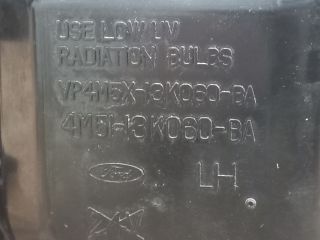 USE LOW UV
RADIATION BULBS
VP4M5X-13K060-BA
4M51-13K060-BA
Ford LH